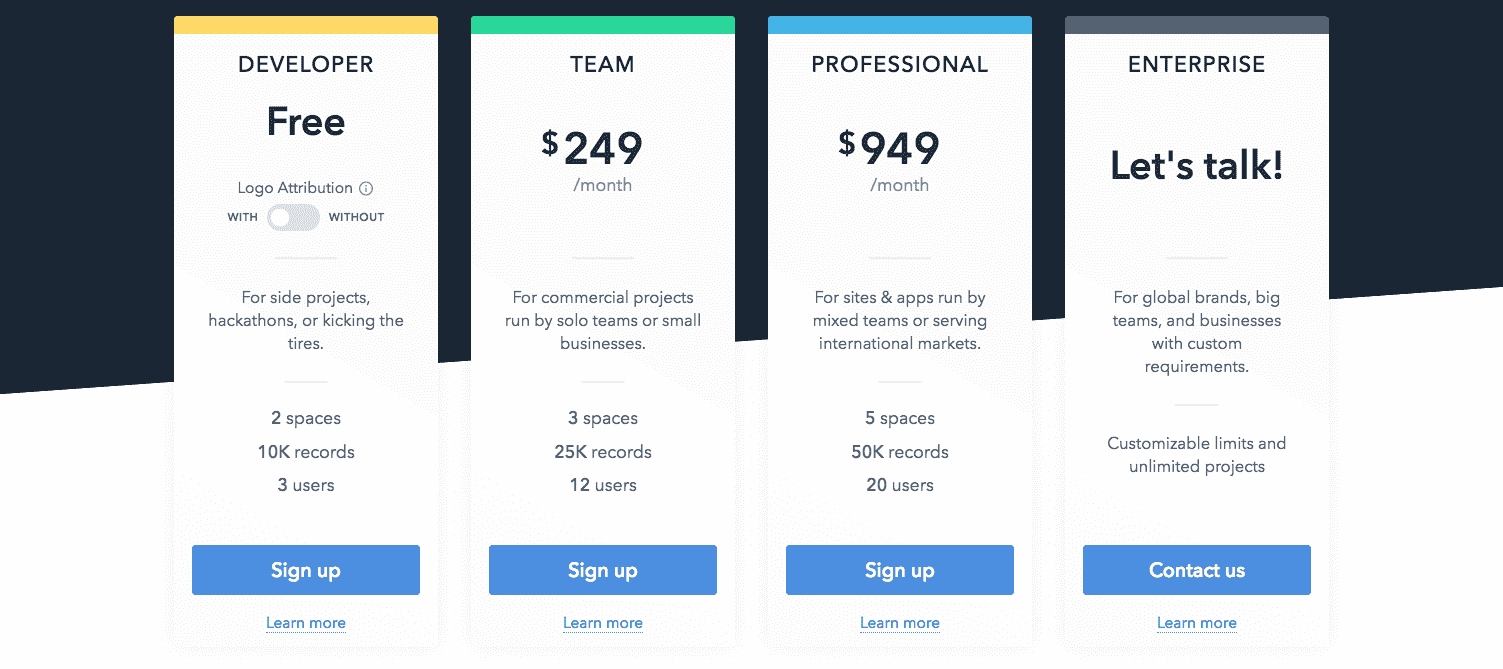 DEVELOPER
Free
Logo Attribution
WITH WITHOUT
For side projects,
hackathons, or kicking the
tires.
2 spaces
10K records
3 users
Sign up
Learn more
TEAM
$249
/month
For commercial projects
run by solo teams or small
businesses.
3 spaces
25K records
12 users
Sign up
Learn more
PROFESSIONAL
$949
/month
For sites & apps run by
mixed teams or serving
international markets.
5 spaces
50K records
20 users
Sign up
Learn more
ENTERPRISE
Let's talk!
For global brands, big
teams, and businesses
with custom
requirements.
Customizable limits and
unlimited projects
Contact us
Learn more